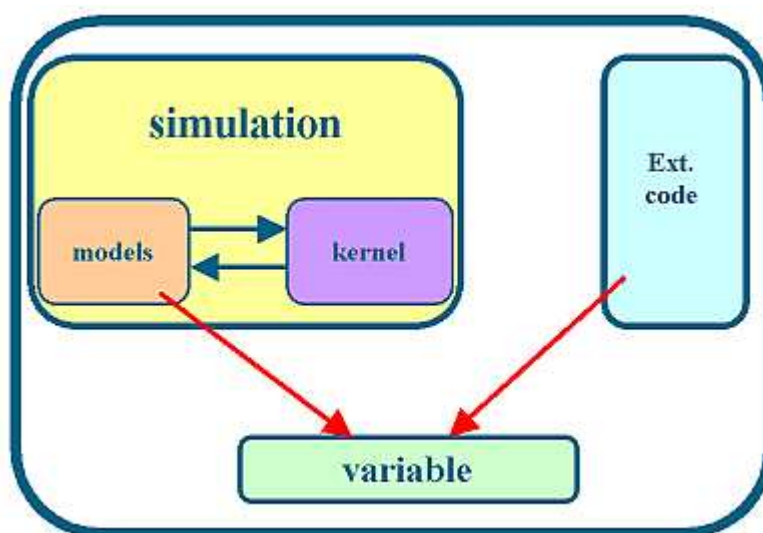 simulation
Ext.
code
models
kernel
variable